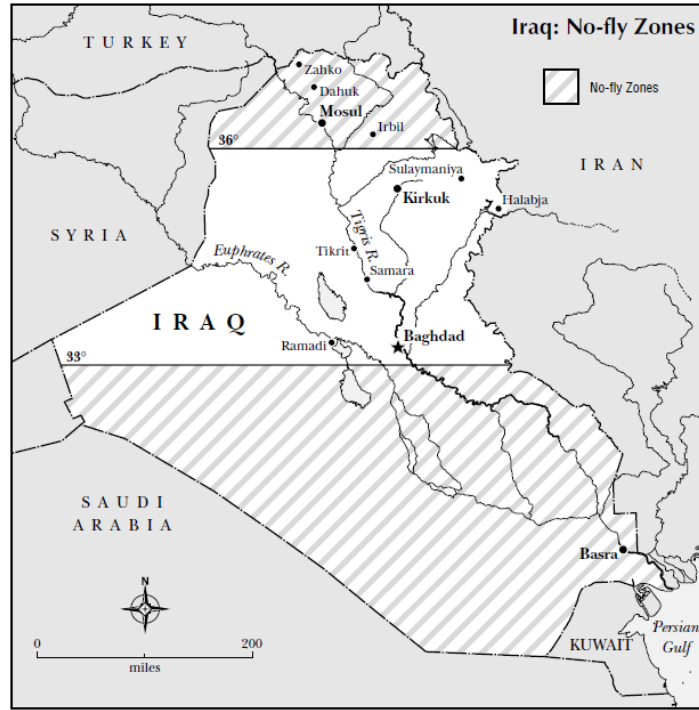 Iraq: No-fly Zones
No-fly Zones
TURKEY
Zahko
Dahuk
Mosul
Irbil
36°
Sulaymaniya
IRAN
Kirkuk
Halabja
SYRIA
Tigris R.
Euphrates R.
Tikrit
Samara
IRAQ
Baghdad
Ramadi
33°
SAUDI
ARABIA
Basra
N
0 200
miles
KUWAIT
Persian
Gulf